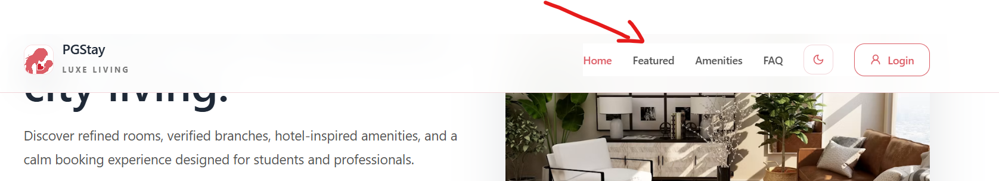 PGStay
LUXE LIVING
Home Featured Amenities FAQ Login
city living.
Discover refined rooms, verified branches, hotel-inspired amenities, and a
calm booking experience designed for students and professionals.